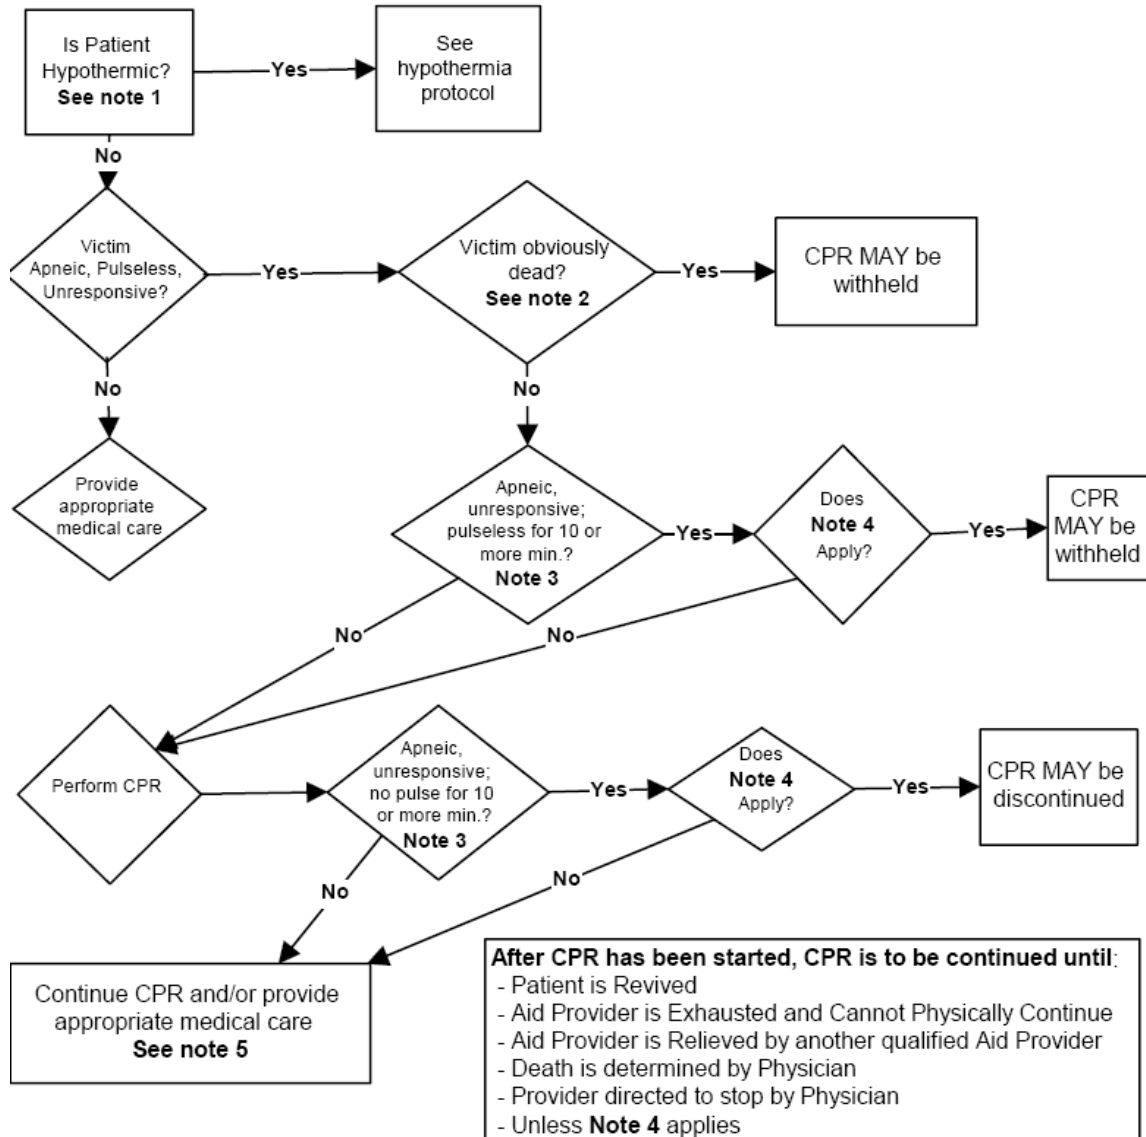 Is Patient
Hypothermic?
See note 1
Yes
See
hypothermia
protocol
No
Victim
Apneic, Pulseless,
Unresponsive?
Yes
Victim obviously
dead?
See note 2
Yes
CPR MAY be
withheld
No
No
Provide
appropriate
medical care
Apneic,
unresponsive;
pulseless for 10 or
more min.?
Note 3
Yes
Does
Note 4
Apply?
Yes
CPR
MAY be
withheld
No
No
Perform CPR
Apneic,
unresponsive;
no pulse for 10
or more min.?
Note 3
Yes
Does
Note 4
Apply?
Yes
CPR MAY be
discontinued
No
No
Continue CPR and/or provide
appropriate medical care
See note 5
After CPR has been started, CPR is to be continued until:
- Patient is Revived
- Aid Provider is Exhausted and Cannot Physically Continue
- Aid Provider is Relieved by another qualified Aid Provider
- Death is determined by Physician
- Provider directed to stop by Physician
- Unless Note 4 applies